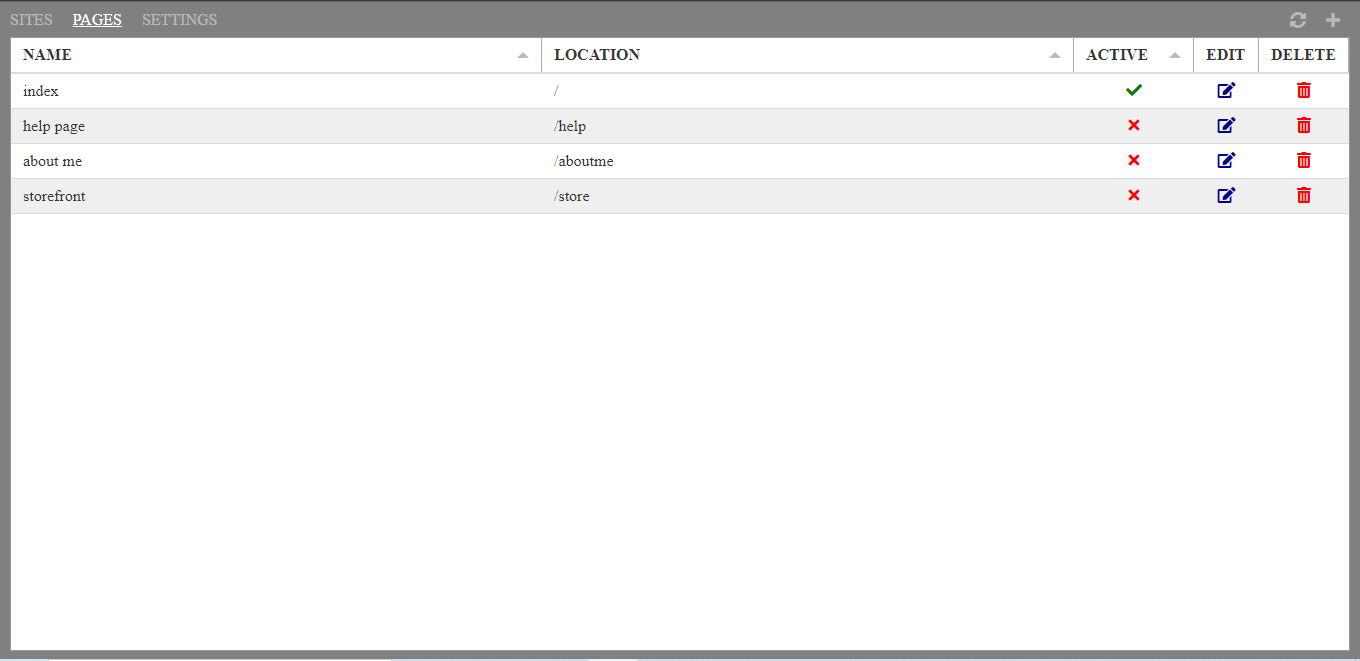 SITES PAGES SETTINGS
NAME LOCATION ACTIVE EDIT DELETE
index /
help page /help
about me /aboutme
storefront /store